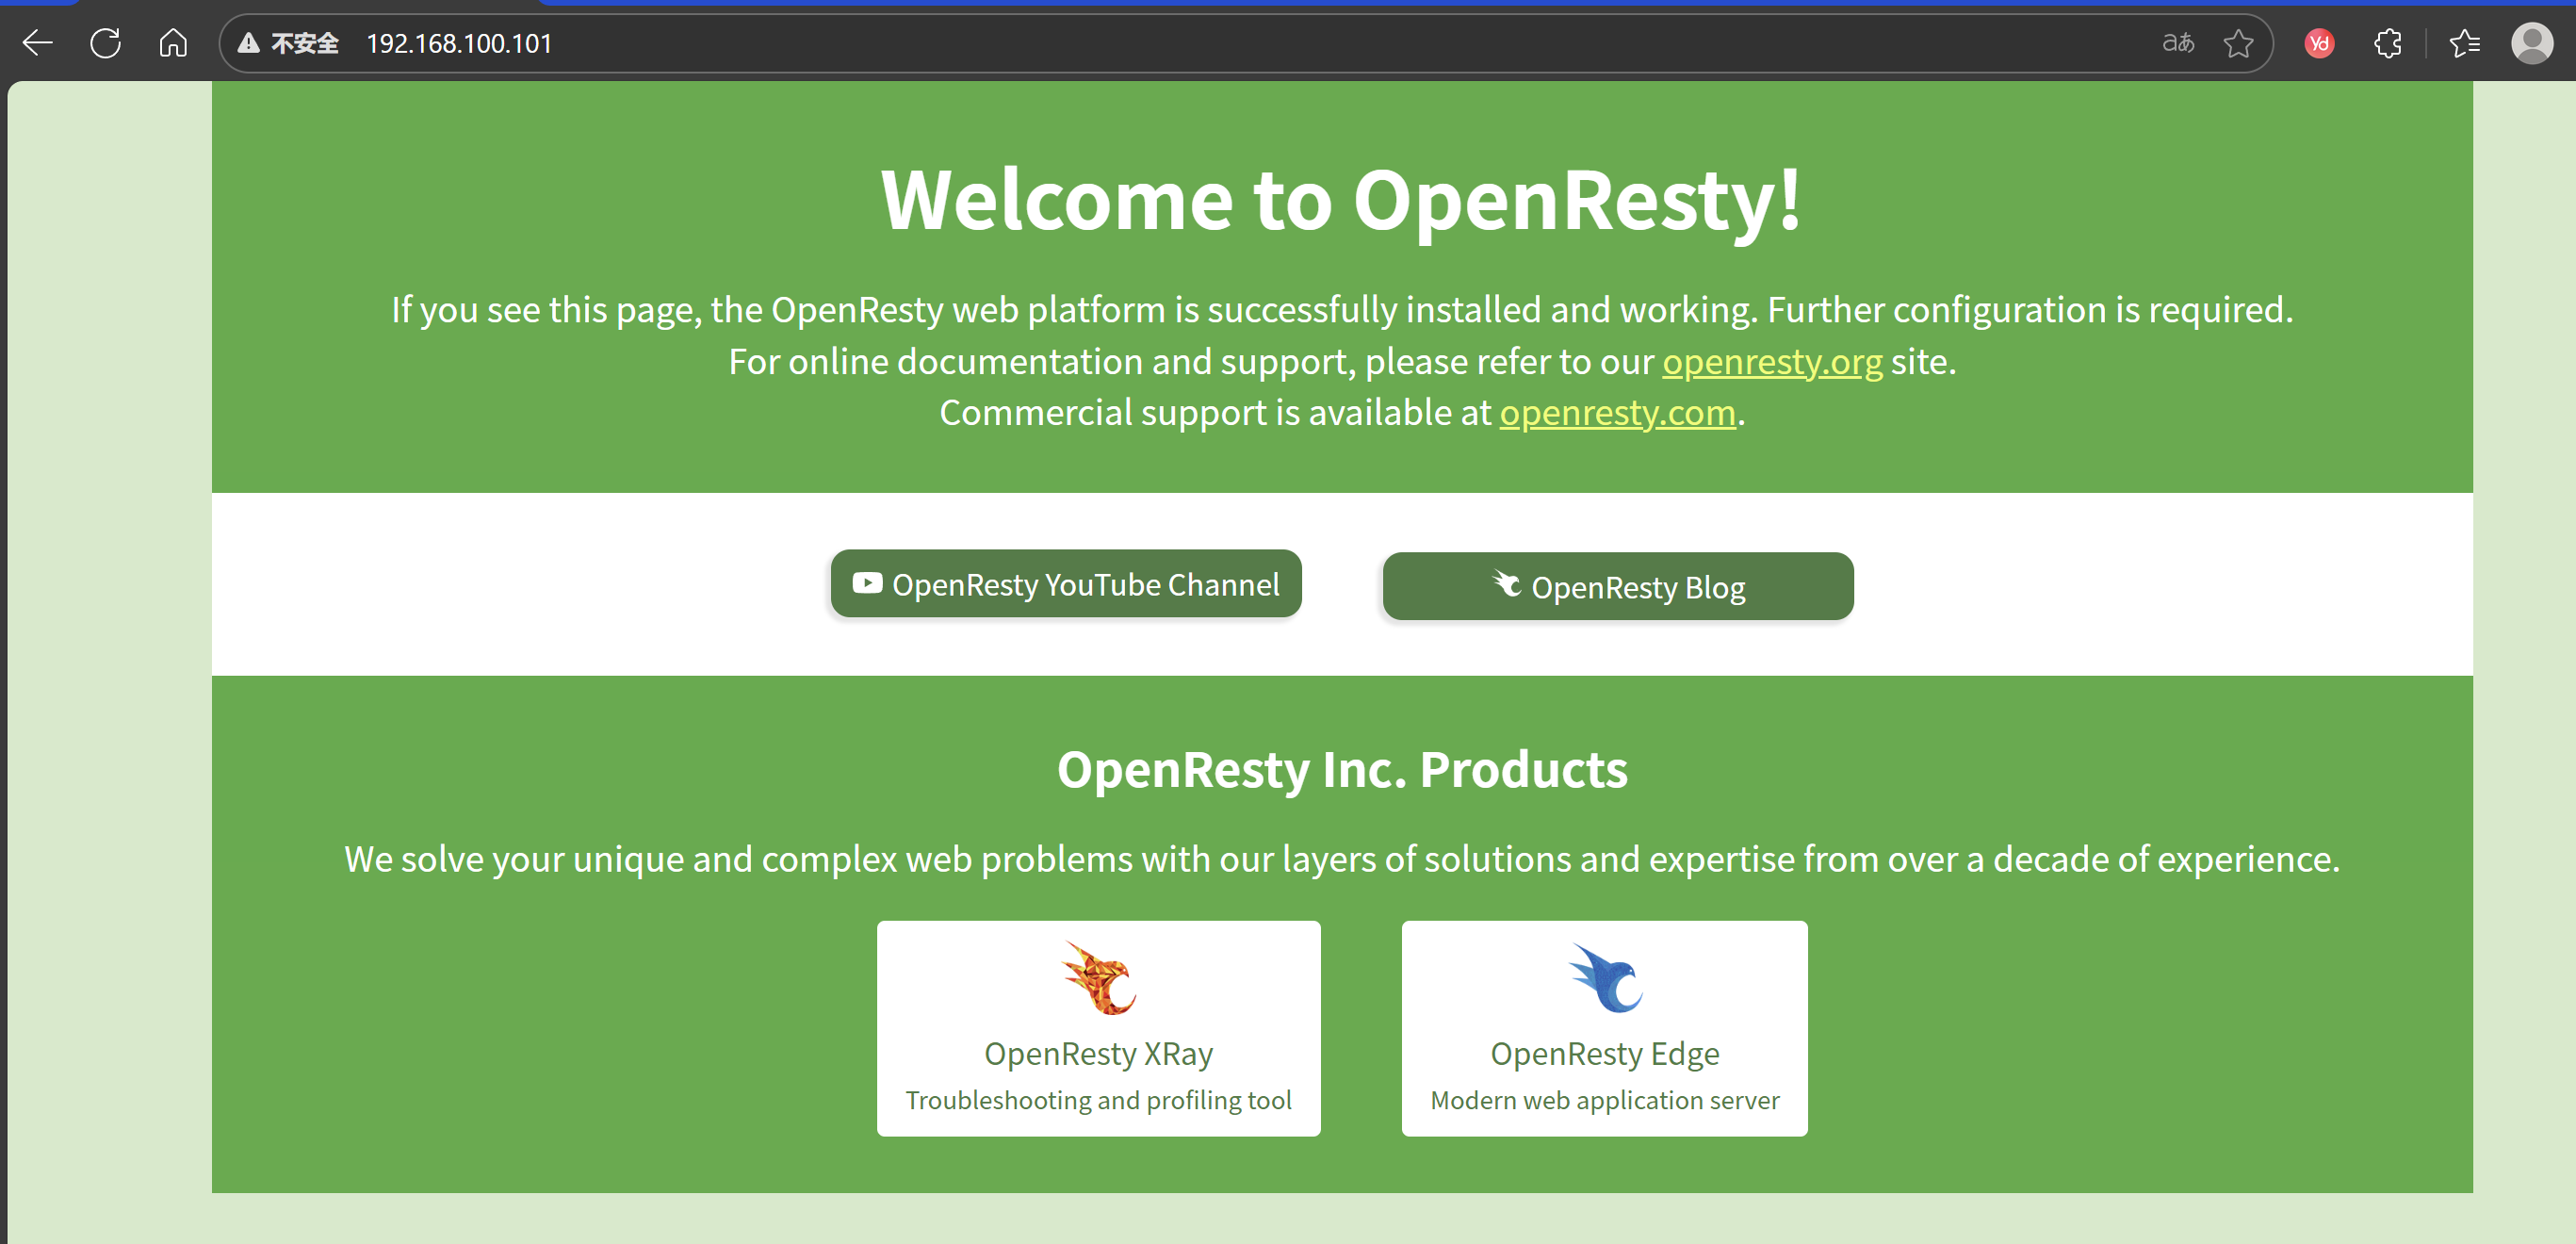 不安全 192.168.100.101 aあ
Yd
Welcome to OpenResty!
If you see this page, the OpenResty web platform is successfully installed and working. Further configuration is required.
For online documentation and support, please refer to our openresty.org site.
Commercial support is available at openresty.com.
OpenResty YouTube Channel
OpenResty Blog
OpenResty Inc. Products
We solve your unique and complex web problems with our layers of solutions and expertise from over a decade of experience.
OpenResty XRay
Troubleshooting and profiling tool
OpenResty Edge
Modern web application server